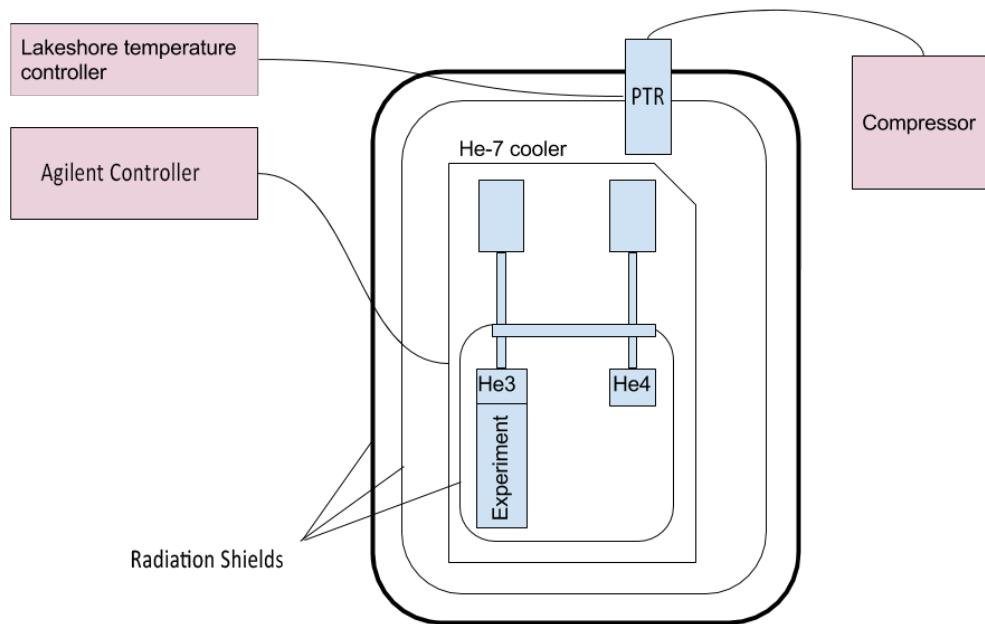 Lakeshore temperature
controller
PTR
Compressor
Agilent Controller
He-7 cooler
He3
He4
Experiment
Radiation Shields